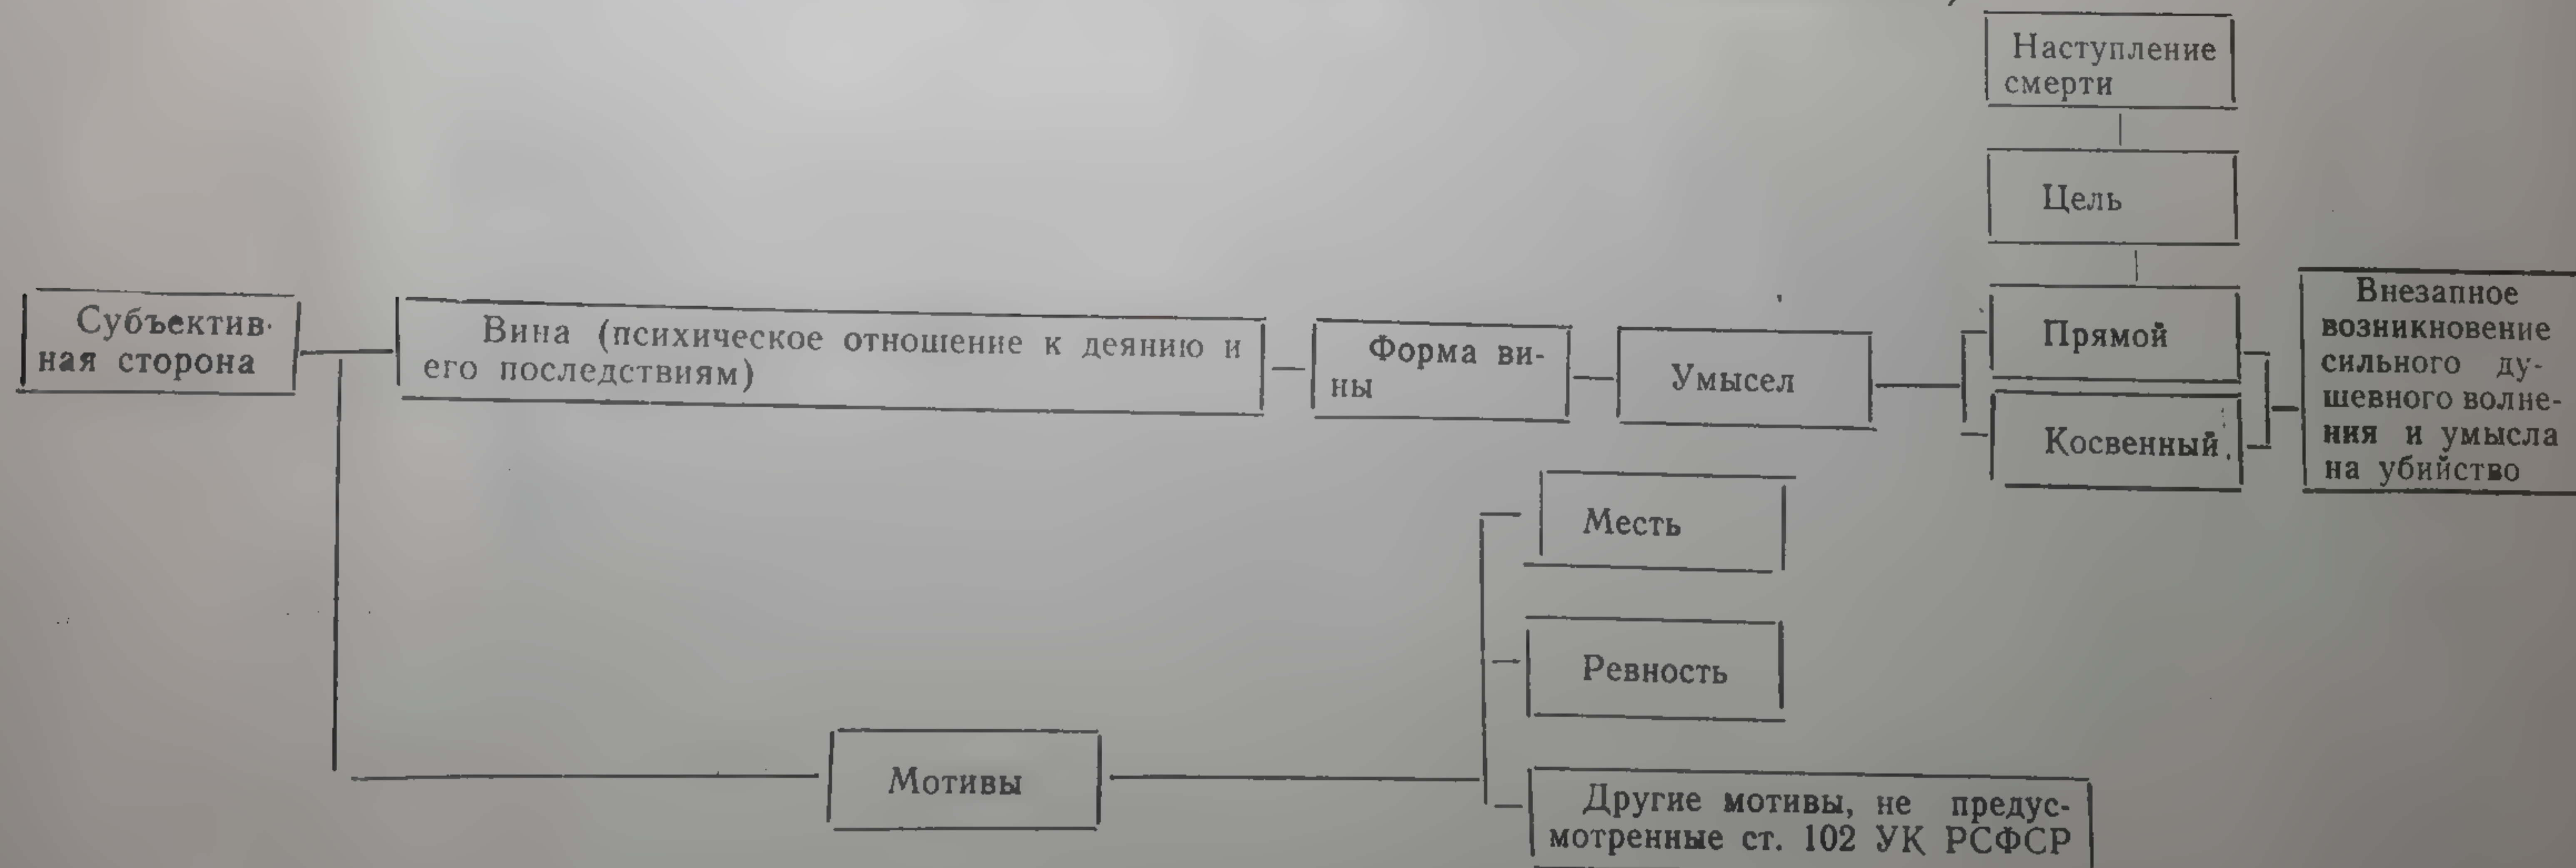 Наступление
смерти
Цель
Субъектив-
ная сторона
Вина (психическое отношение к деянию и
его последствиям)
Форма ви-
ны
Умысел
Прямой
Косвенный
Внезапное
возникновение
сильного ду-
шевного волне-
ния и умысла
на убийство
Мотивы
Месть
Ревность
Другие мотивы, не предус-
мотренные ст. 102 УК РСФСР